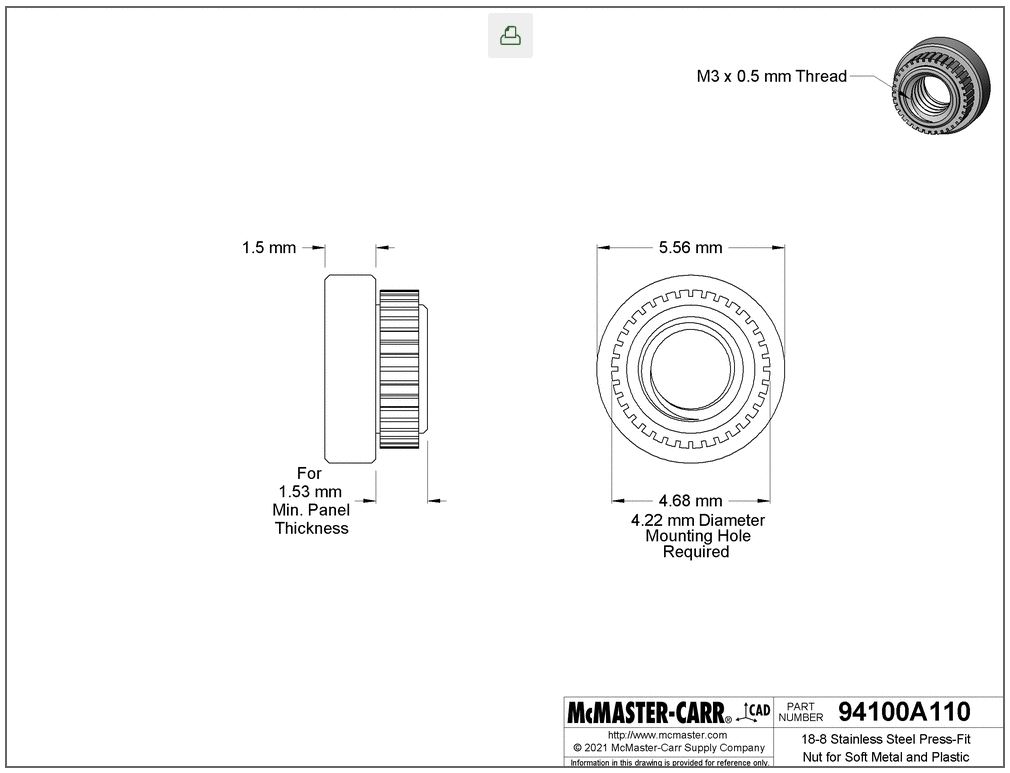 M3 x 0.5 mm Thread
1.5 mm
5.56 mm
For
1.53 mm
Min. Panel
Thickness
4.68 mm
4.22 mm Diameter
Mounting Hole
Required
McMASTER-CARR® CAD
http://www.mcmaster.com
© 2021 McMaster-Carr Supply Company
Information in this drawing is provided for reference only.
PART
NUMBER
94100A110
18-8 Stainless Steel Press-Fit
Nut for Soft Metal and Plastic